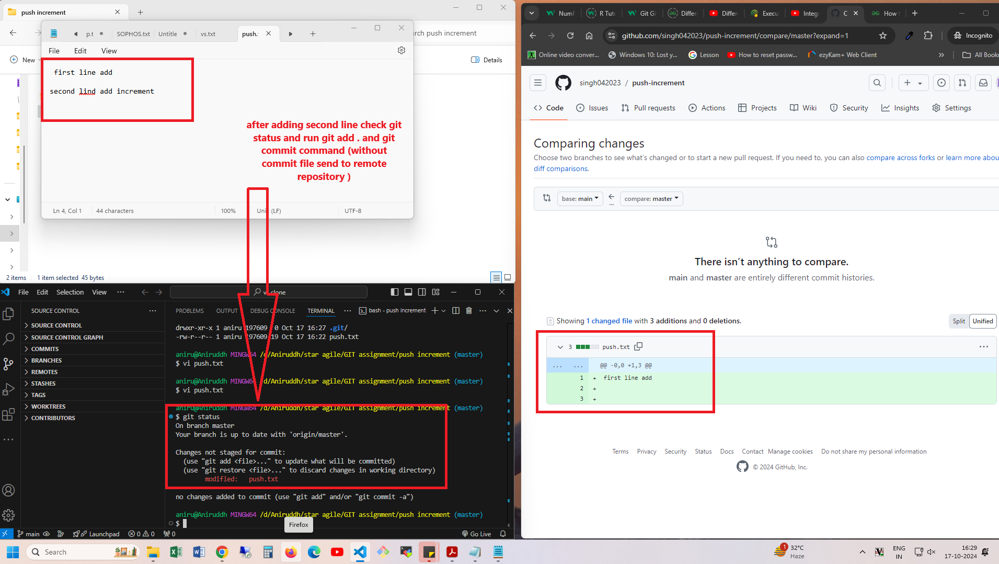 push increment
p.t
SOPHOS.txt
Untitle
vs.txt
push.
File
Edit
View
rch push increment
New
Details
first line add
second lind add increment
after adding second line check git
status and run git add . and git
commit command (without
commit file send to remote
repository )
Ln 4, Col 1
44 characters
100%
Uni (LF)
UTF-8
2 items
1 item selected 45 bytes
File
Edit
Selection
View
clone
SOURCE CONTROL
SOURCE CONTROL
SOURCE CONTROL GRAPH
COMMITS
BRANCHES
REMOTES
STASHES
TAGS
WORKTREES
CONTRIBUTORS
PROBLEMS
OUTPUT
DEBUG CONSOLE
TERMINAL
bash - push increment
drwxr-xr-x 1 aniru 197609 0 Oct 17 16:27 .git/
-rw-r--r-- 1 aniru 197609 19 Oct 17 16:22 push.txt
aniru@Aniruddh MINGW64 /d/Aniruddh/star agile/GIT assignment/push increment (master)
$ vi push.txt
aniru@Aniruddh MINGW64 /d/Aniruddh/star agile/GIT assignment/push increment (master)
$ vi push.txt
aniru@Aniruddh MINGW64 /d/Aniruddh/star agile/GIT assignment/push increment (master)
$ git status
On branch master
Your branch is up to date with 'origin/master'.
Changes not staged for commit:
(use "git add <file>..." to update what will be committed)
(use "git restore <file>..." to discard changes in working directory)
modified: push.txt
no changes added to commit (use "git add" and/or "git commit -a")
aniru@Aniruddh MINGW64 /d/Aniruddh/star agile/GIT assignment/push increment (master)
$
Firefox
main
Launchpad
0 0
0
Go Live
NumP
R Tuto
Git Gi
Differe
Differe
Execu
Integ
C
How
github.com/singh042023/push-increment/compare/master?expand=1
Incognito
Online video conver...
Windows 10: Lost y...
Lesson
How to reset passw...
ezyKam+ Web Client
»
All Book
singh042023 / push-increment
Code
Issues
Pull requests
Actions
Projects
Wiki
Security
Insights
Settings
Comparing changes
Choose two branches to see what's changed or to start a new pull request. If you need to, you can also compare across forks or learn more abou
diff comparisons.
base: main
...
compare: master
There isn't anything to compare.
main and master are entirely different commit histories.
Showing 1 changed file with 3 additions and 0 deletions.
Split
Unified
3
push.txt
...
... ... @@ -0,0 +1,3 @@
1 + first line add
2 +
3 +
Terms
Privacy
Security
Status
Docs
Contact
Manage cookies
Do not share my personal information
© 2024 GitHub, Inc.
Search
1
32°C
Haze
ENG
IN
16:29
17-10-2024